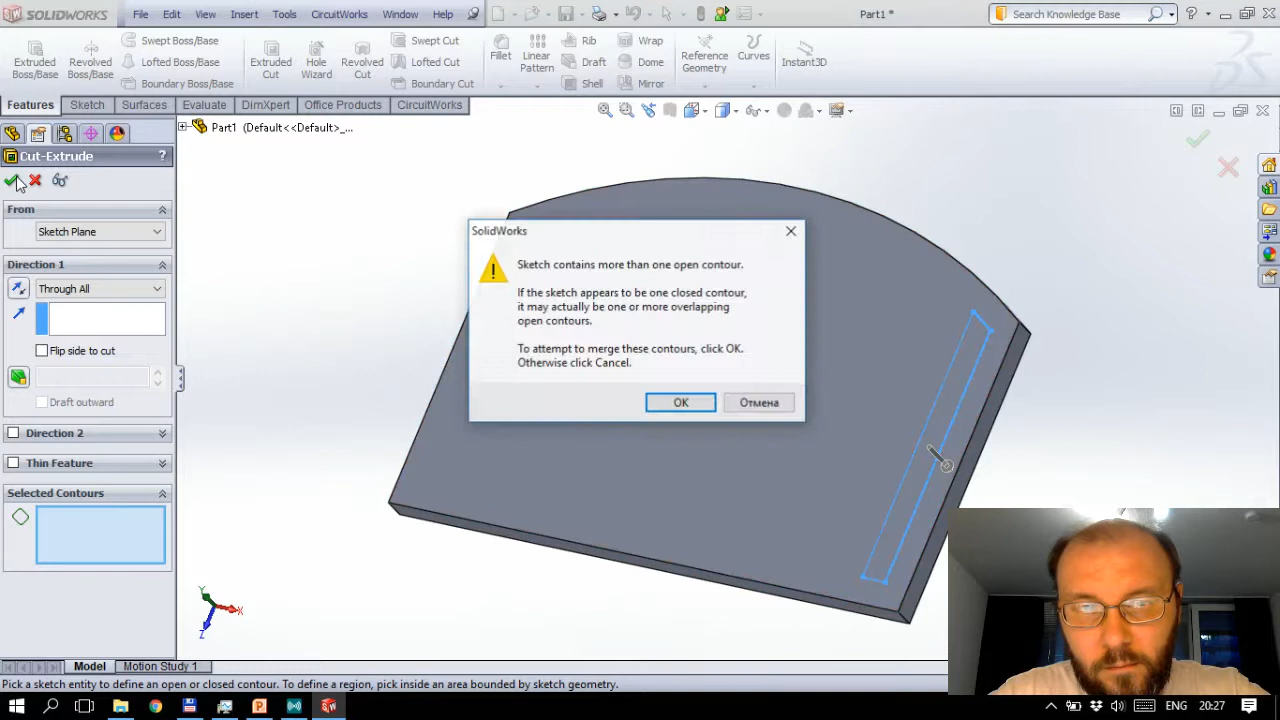 SOLIDWORKS File Edit View Insert Tools CircuitWorks Window Help Part1 * Search Knowledge Base ?
Extruded Boss/Base
Revolved Boss/Base
Swept Boss/Base
Lofted Boss/Base
Boundary Boss/Base
Extruded Cut
Hole Wizard
Revolved Cut
Swept Cut
Lofted Cut
Boundary Cut
Fillet
Linear Pattern
Rib
Draft
Shell
Wrap
Dome
Mirror
Reference Geometry
Curves
Instant3D
Features Sketch Surfaces Evaluate DimXpert Office Products CircuitWorks
Part1 (Default<<Default>_...
Cut-Extrude ?
From
Sketch Plane
Direction 1
Through All
Flip side to cut
Draft outward
Direction 2
Thin Feature
Selected Contours
SolidWorks
Sketch contains more than one open contour.
If the sketch appears to be one closed contour,
it may actually be one or more overlapping
open contours.
To attempt to merge these contours, click OK.
Otherwise click Cancel.
OK Отмена
Y
X
Z
Model Motion Study 1
Pick a sketch entity to define an open or closed contour. To define a region, pick inside an area bounded by sketch geometry.
ENG 20:27